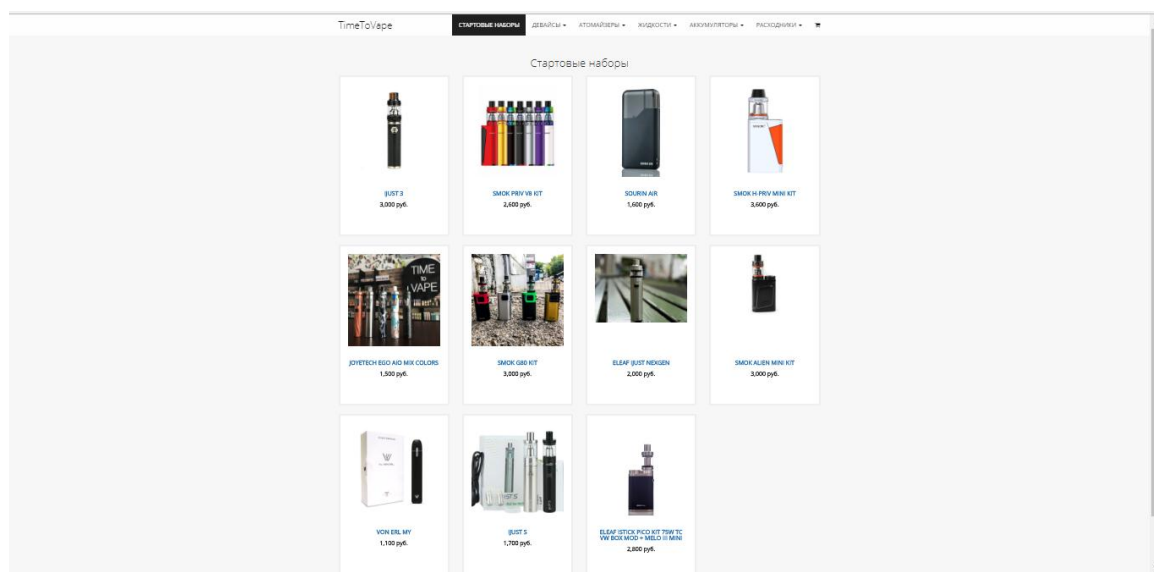 TimeToVape
СТАРТОВЫЕ НАБОРЫ ДЕВАЙСЫ АТОМАЙЗЕРЫ ЖИДКОСТИ АККУМУЛЯТОРЫ РАСХОДНИКИ
Стартовые наборы
IJUST 3
3,000 руб.
SMOK PRIV V8 KIT
2,600 руб.
SOURIN AIR
1,600 руб.
SMOK H-PRIV MINI KIT
3,600 руб.
TIME
TO
VAPE
JOYETECH EGO AIO MIX COLORS
1,500 руб.
SMOK G80 KIT
3,000 руб.
ELEAF IJUST NEXGEN
2,000 руб.
SMOK ALIEN MINI KIT
3,000 руб.
VON ERL MY
1,100 руб.
IJUST S
1,700 руб.
ELEAF ISTICK PICO KIT 75W TC
VW BOX MOD + MELO III MINI
2,800 руб.